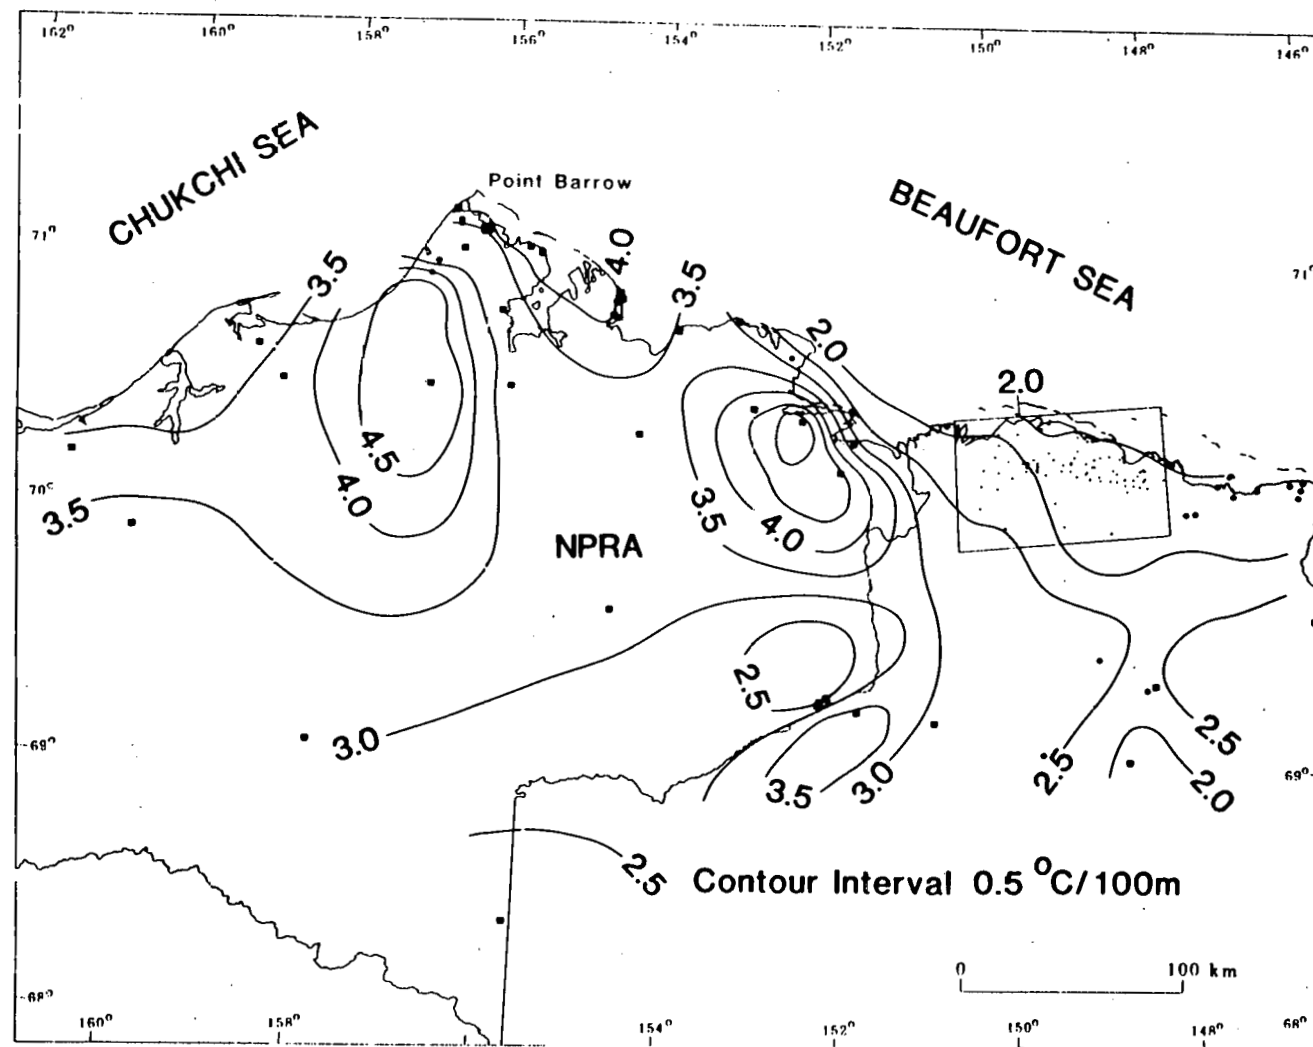 162° 160° 158° 156° 154° 152° 150° 148° 146°
Point Barrow
CHUKCHI SEA
BEAUFORT SEA
71° 71°
4.0
3.5 3.5
2.0
2.0
4.5
4.0
70°
3.5
3.5
4.0
NPRA
2.5
3.0
69°
3.5
3.0
2.5
2.5
2.0
69°
2.5
Contour Interval 0.5 °C/100m
0 100 km
68°
160° 158° 154° 152° 150° 148° 68°